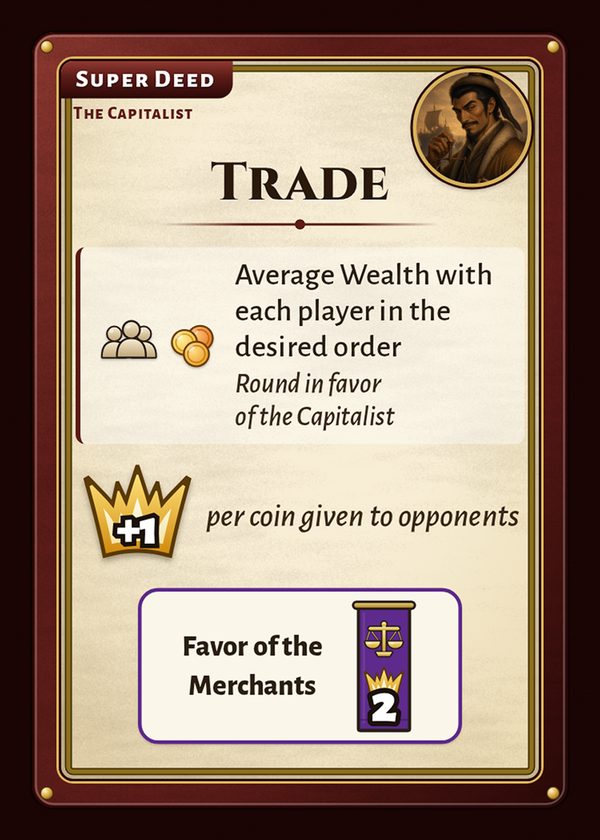 Super Deed
The Capitalist
Trade
Average Wealth with
each player in the
desired order
Round in favor
of the Capitalist
+1
per coin given to opponents
Favor of the
Merchants
2